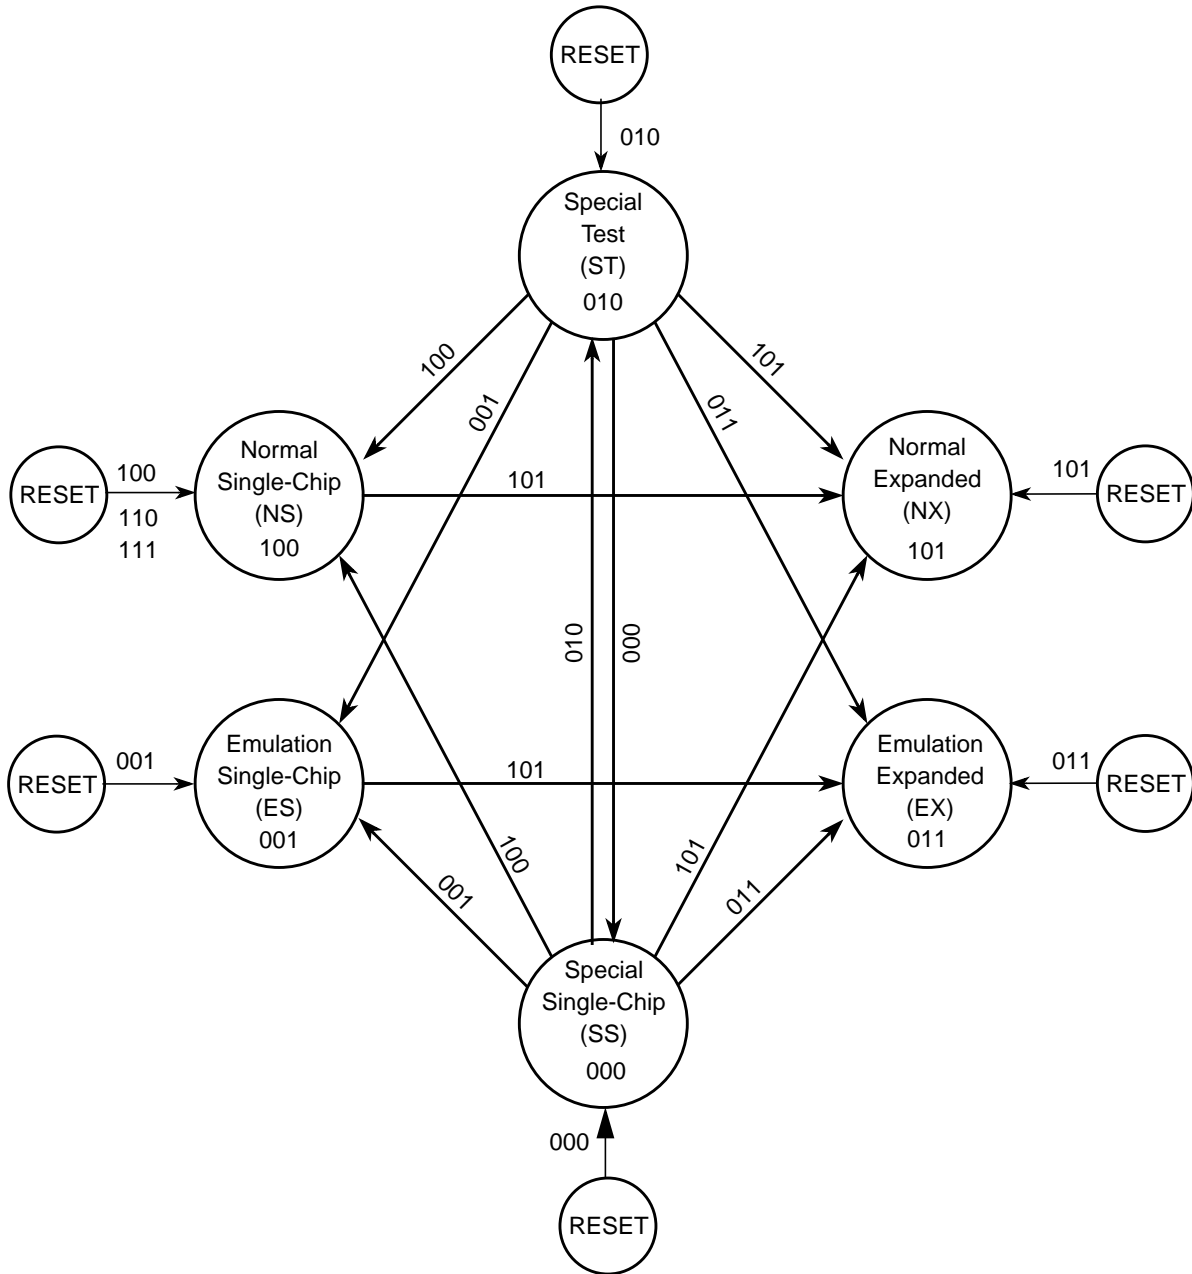 RESET
010
Special
Test
(ST)
010
100
001
101
011
Normal
Single-Chip
(NS)
100
RESET
100
110
111
101
Normal
Expanded
(NX)
101
101
RESET
010
000
RESET
001
Emulation
Single-Chip
(ES)
001
101
Emulation
Expanded
(EX)
011
011
RESET
001
100
101
011
Special
Single-Chip
(SS)
000
000
RESET